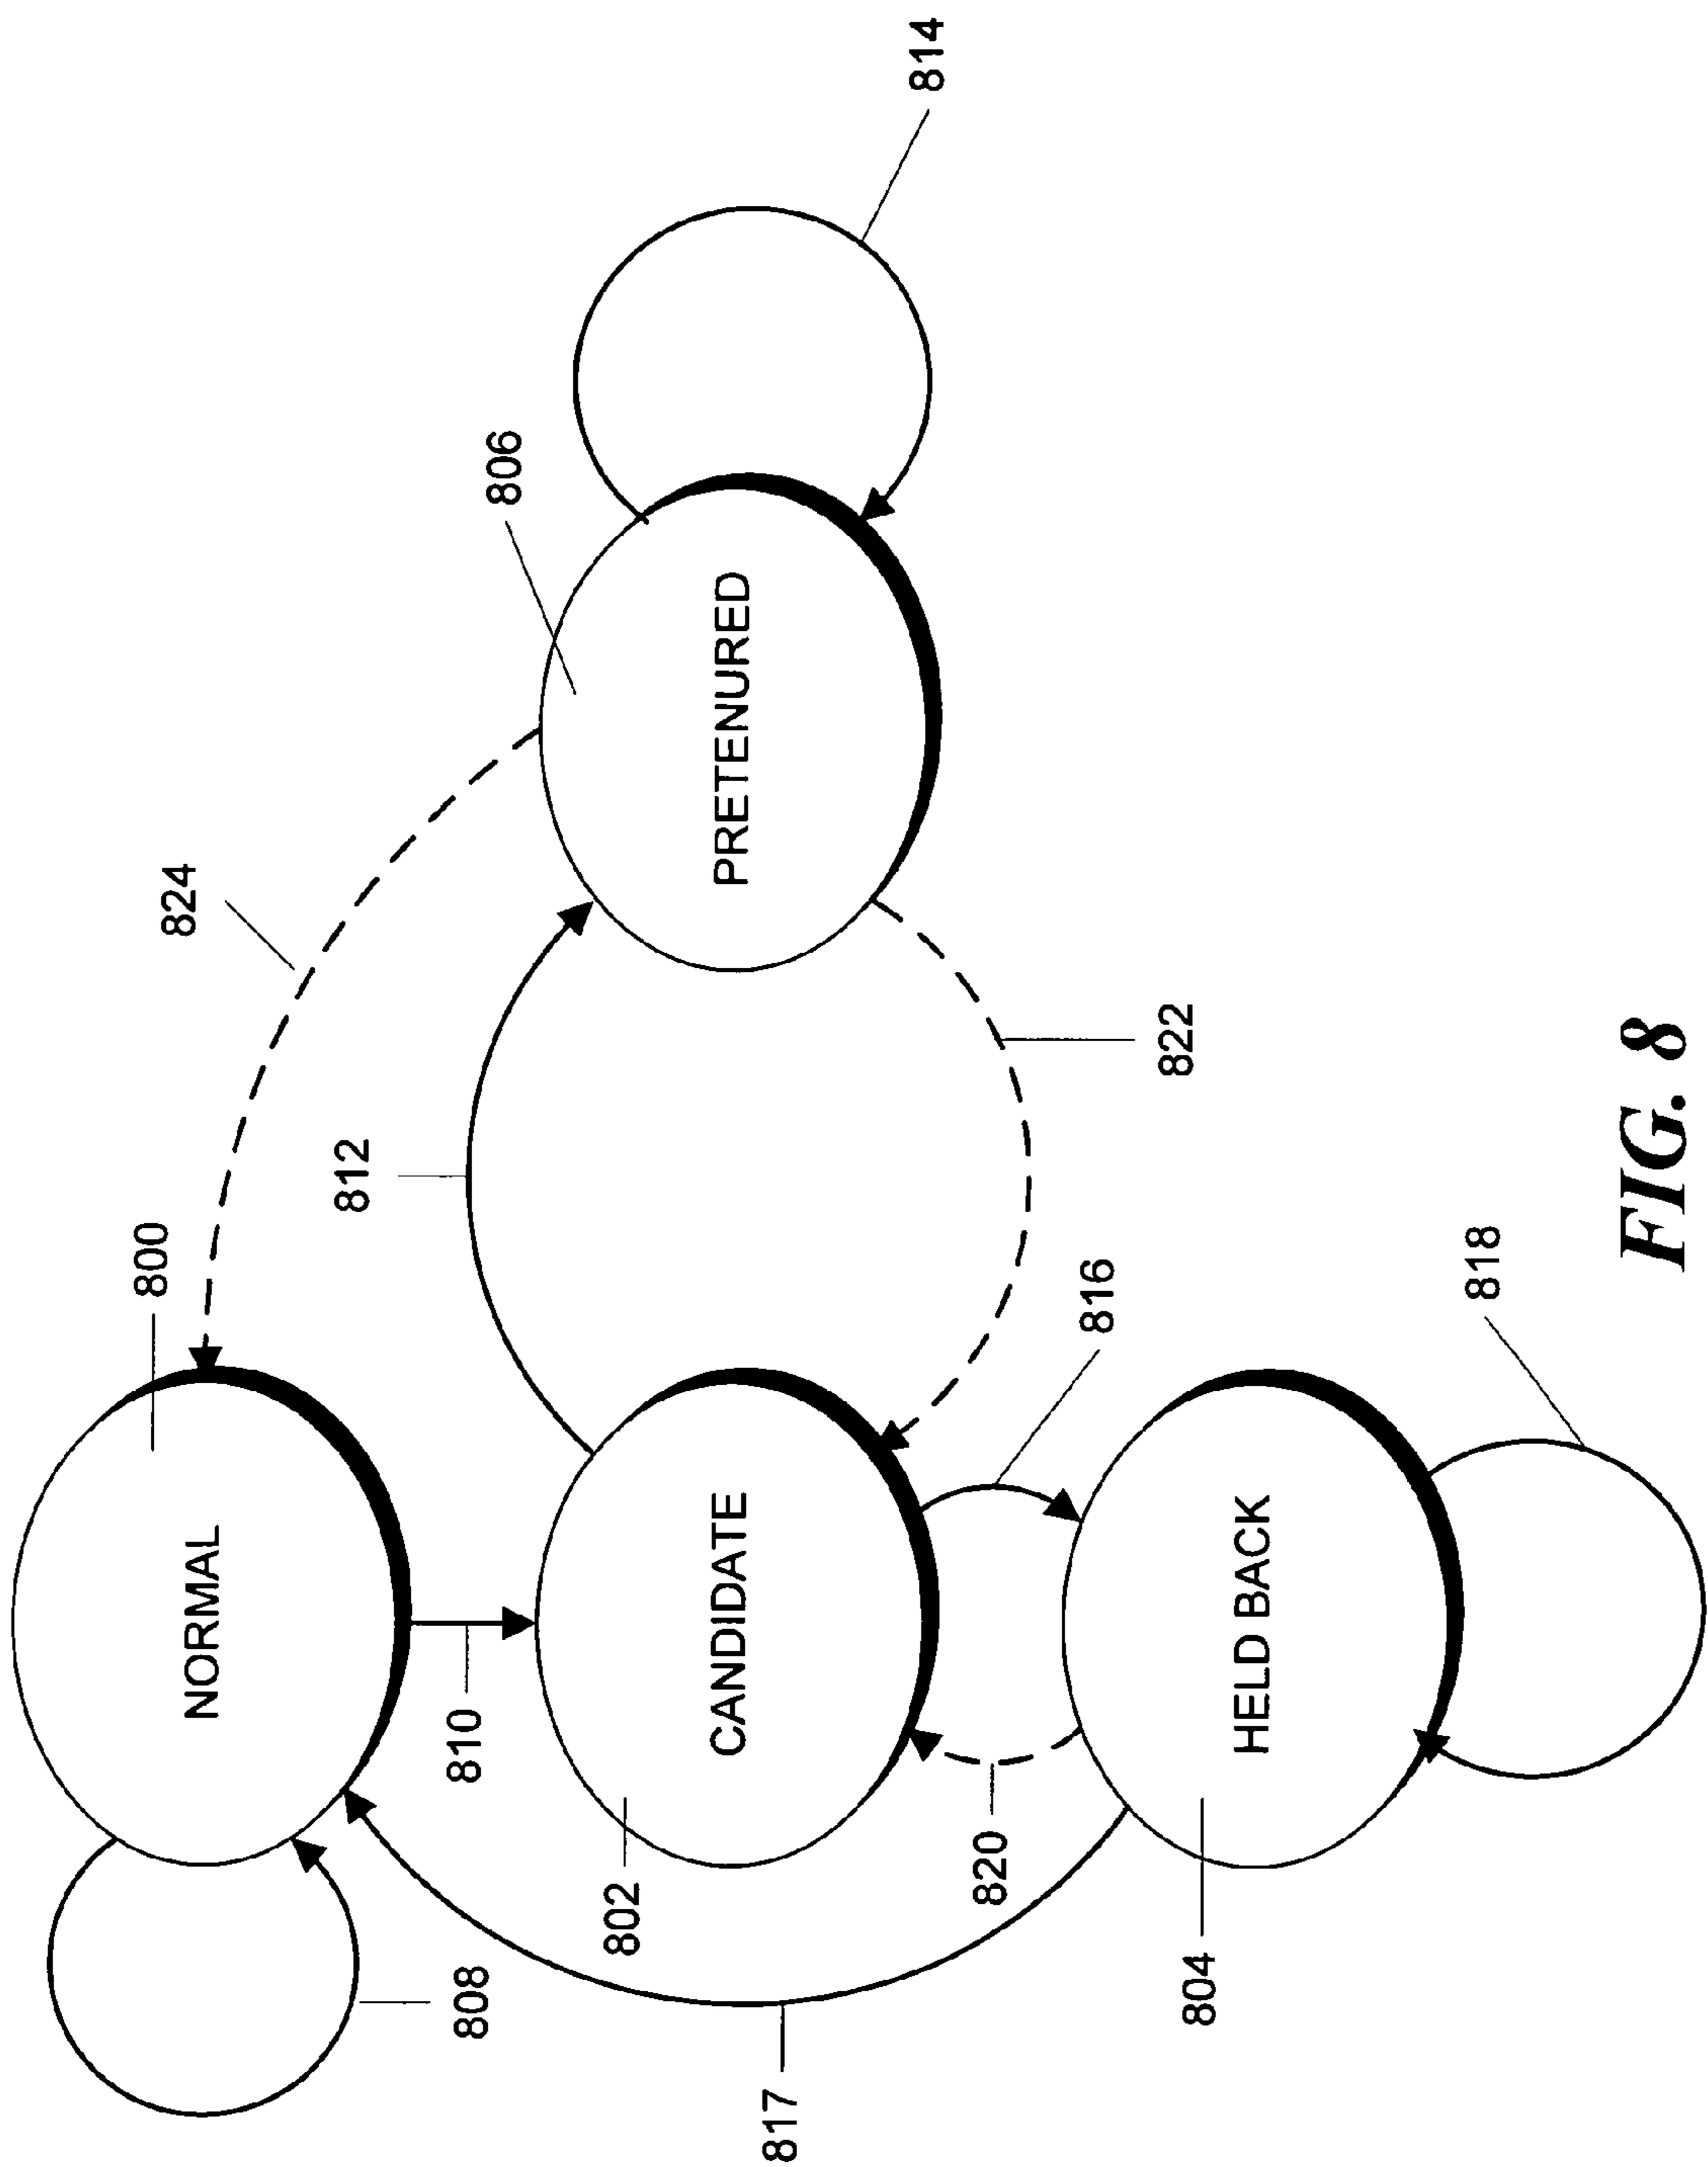 800
824
NORMAL
812
808
810
806
802
CANDIDATE
PRETENURED
817
814
820
816
822
804
HELD BACK
818
FIG. 8